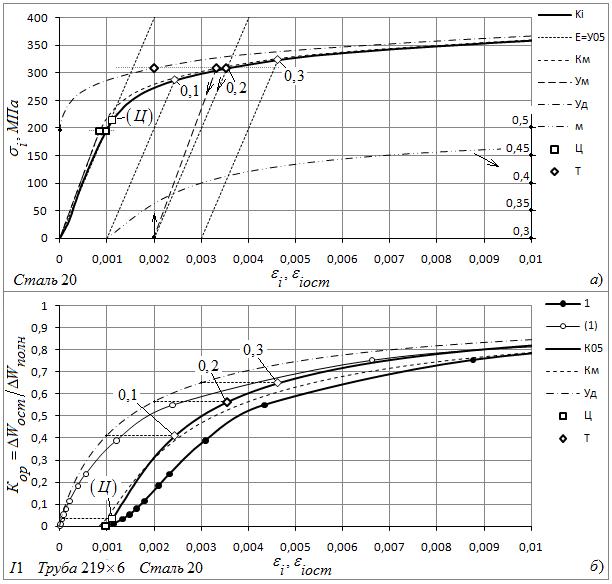 σi, МПа
400
350
300
250
200
150
100
50
0
0
0,001
0,002
0,003
0,004
0,005
0,006
0,007
0,008
0,009
0,01
εi, εiост
Сталь 20
а)
(Ц)
0,1
0,2
0,3
0,5
0,45
0,4
0,35
0,3
Ki
E=У05
Км
Ум
Уд
м
Ц
Т
Kор = ΔWост / ΔWполн
1
0,9
0,8
0,7
0,6
0,5
0,4
0,3
0,2
0,1
0
0
0,001
0,002
0,003
0,004
0,005
0,006
0,007
0,008
0,009
0,01
εi, εiост
(Ц)
0,1
0,2
0,3
1
(1)
К05
Км
Уд
Ц
Т
I1 Труба 219×6 Сталь 20
б)